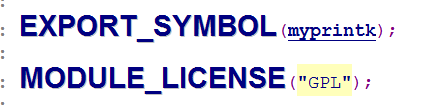 EXPORT_SYMBOL(myprintk);
MODULE_LICENSE("GPL");